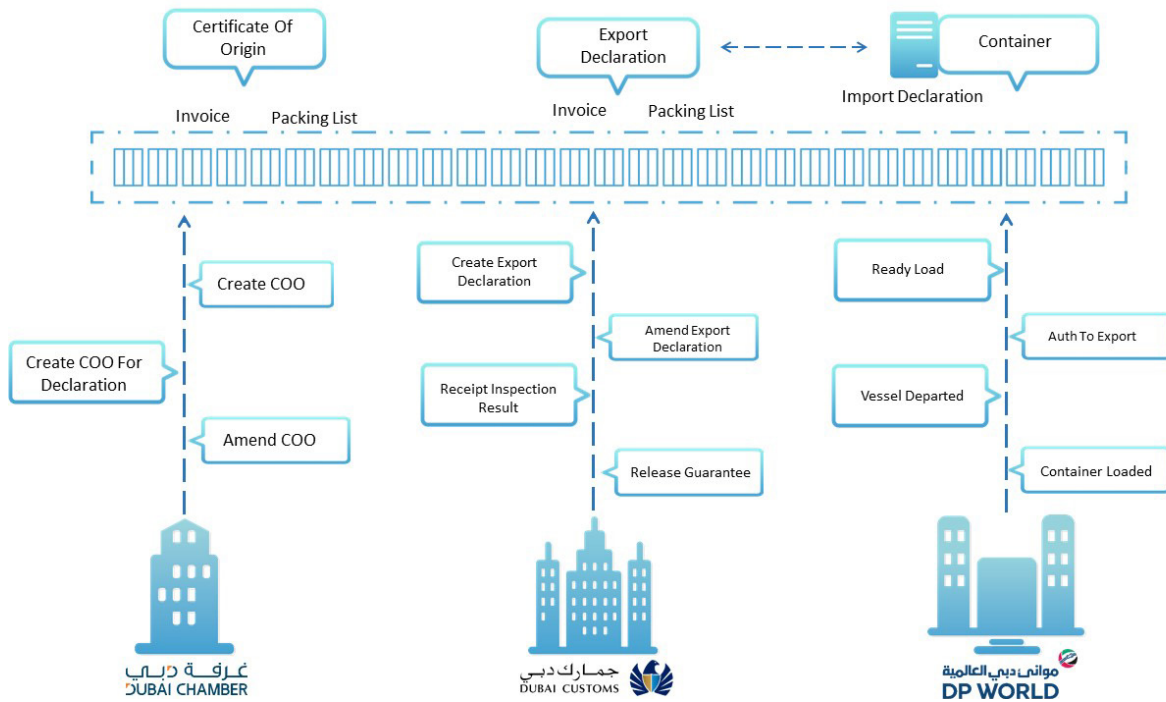 Certificate Of
Origin
Export
Declaration
Container
Import Declaration
Invoice
Packing List
Invoice
Packing List
Create COO
Create COO For
Declaration
Amend COO
Create Export
Declaration
Amend Export
Declaration
Receipt Inspection
Result
Release Guarantee
Ready Load
Auth To Export
Vessel Departed
Container Loaded
غرفة دبي
DUBAI CHAMBER
جمارك دبي
DUBAI CUSTOMS
موانئ دبي العالمية
DP WORLD